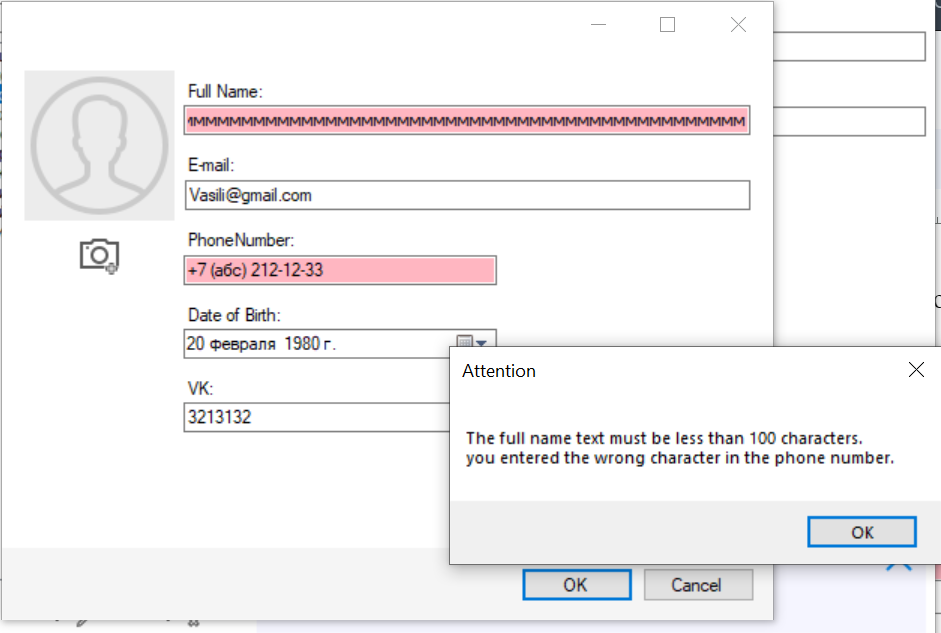 Full Name:
E-mail:
Vasili@gmail.com
PhoneNumber:
+7 (абс) 212-12-33
Date of Birth:
20 февраля 1980 г.
VK:
3213132
Attention
The full name text must be less than 100 characters.
you entered the wrong character in the phone number.
OK
OK
Cancel